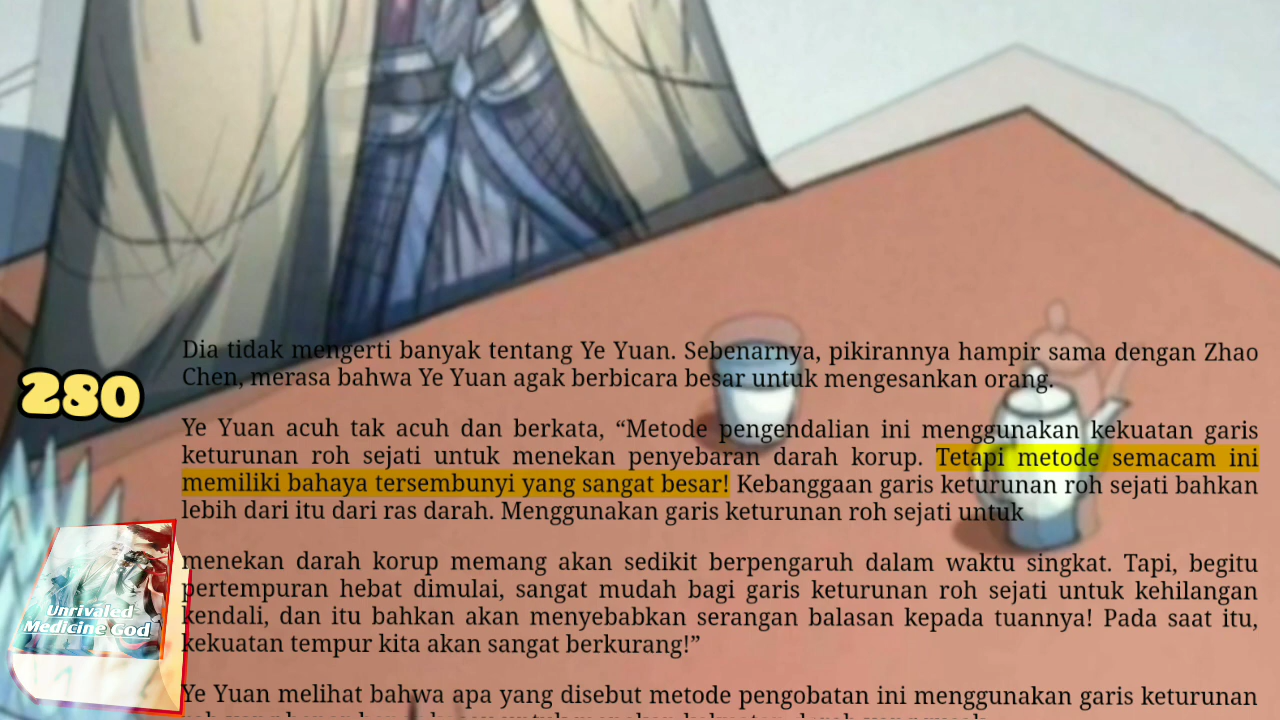 Dia tidak mengerti banyak tentang Ye Yuan. Sebenarnya, pikirannya hampir sama dengan Zhao
Chen, merasa bahwa Ye Yuan agak berbicara besar untuk mengesankan orang.
280
Ye Yuan acuh tak acuh dan berkata, “Metode pengendalian ini menggunakan kekuatan garis
keturunan roh sejati untuk menekan penyebaran darah korup. Tetapi metode semacam ini
memiliki bahaya tersembunyi yang sangat besar! Kebanggaan garis keturunan roh sejati bahkan
lebih dari itu dari ras darah. Menggunakan garis keturunan roh sejati untuk
menekan darah korup memang akan sedikit berpengaruh dalam waktu singkat. Tapi, begitu
pertempuran hebat dimulai, sangat mudah bagi garis keturunan roh sejati untuk kehilangan
kendali, dan itu bahkan akan menyebabkan serangan balasan kepada tuannya! Pada saat itu,
kekuatan tempur kita akan sangat berkurang!”
Unrivaled
Medicine God
Ye Yuan melihat bahwa apa yang disebut metode pengobatan ini menggunakan garis keturunan